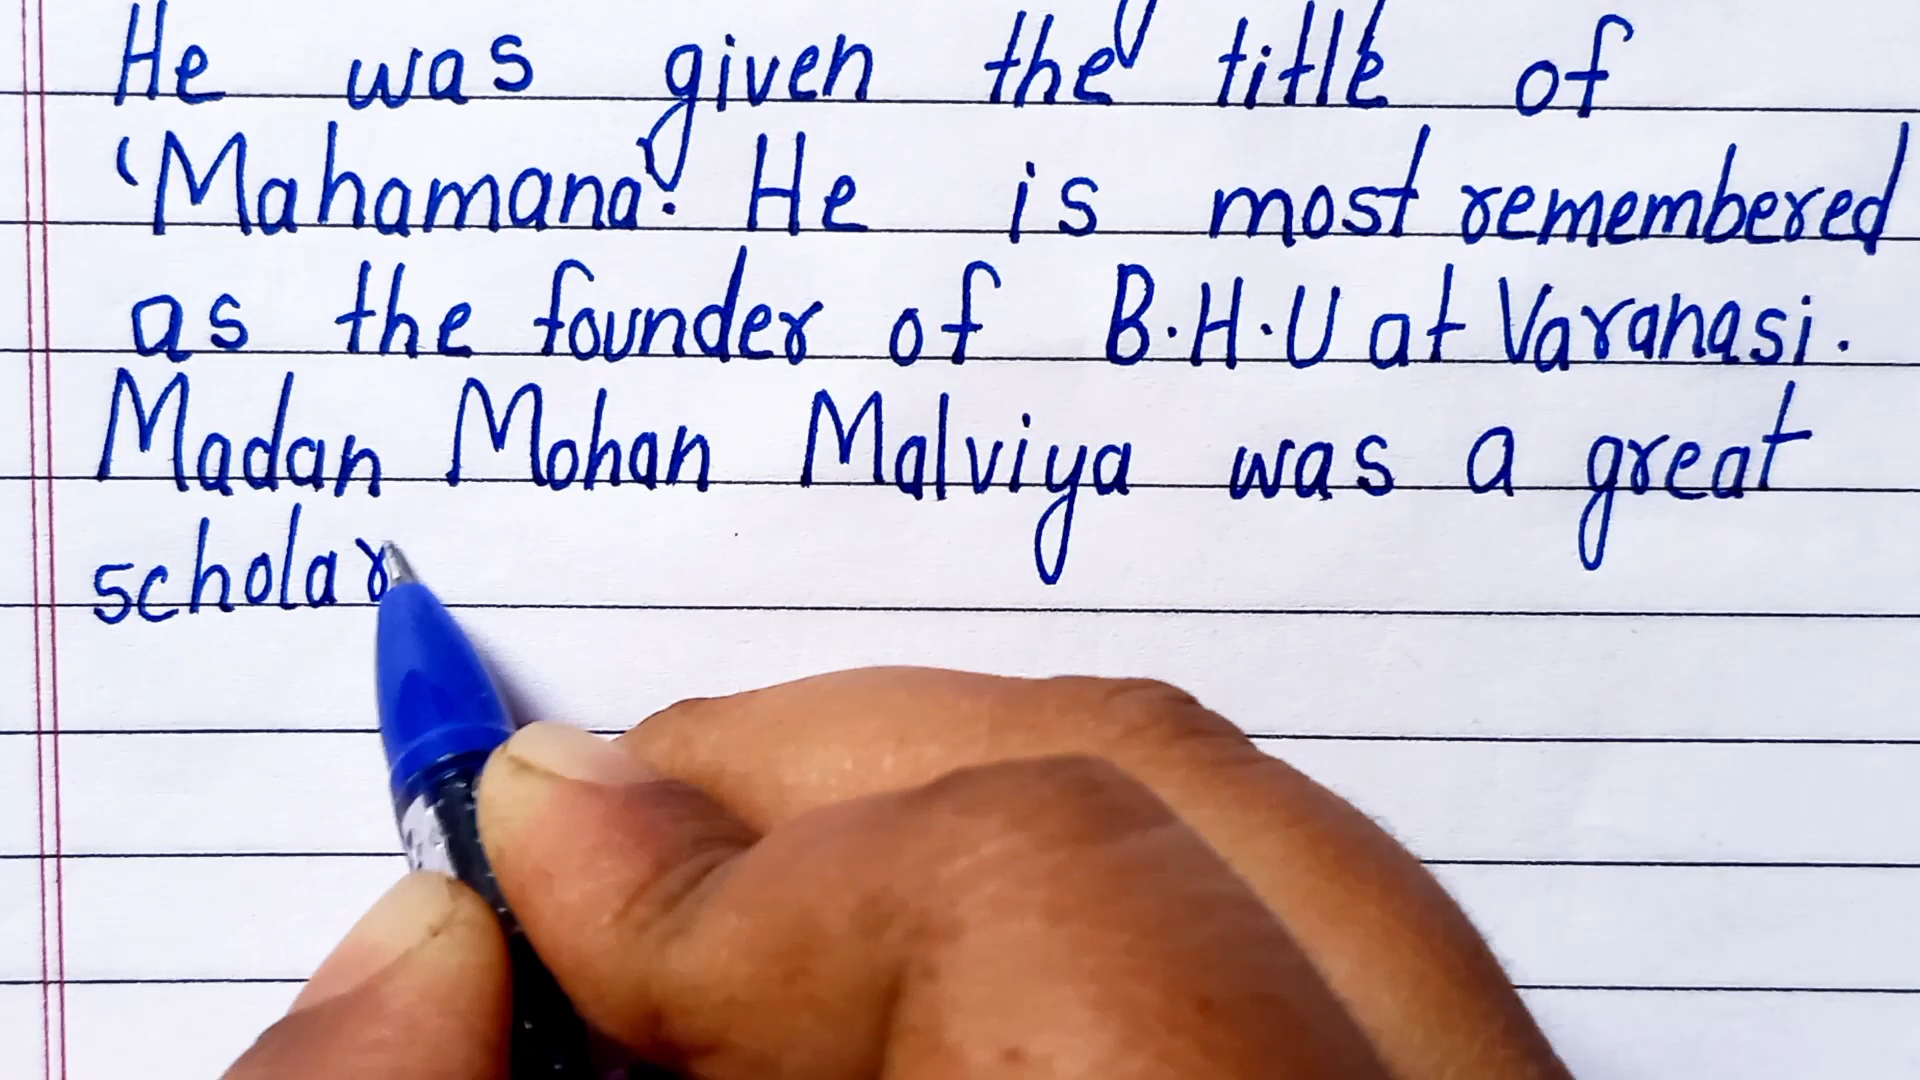 He was given the title of
‘Mahamana’. He is most remembered
as the founder of B.H.U at Varanasi.
Madan Mohan Malviya was a great
scholar